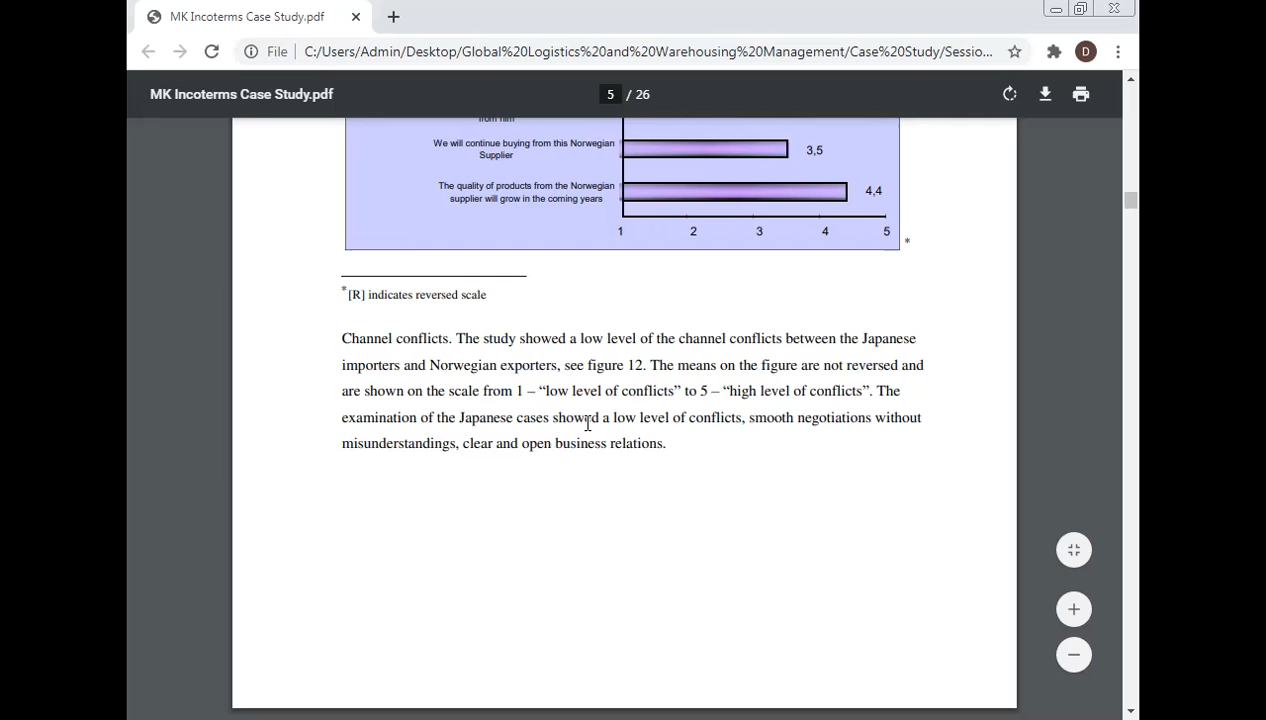 MK Incoterms Case Study.pdf
File C:/Users/Admin/Desktop/Global%20Logistics%20and%20Warehousing%20Management/Case%20Study/Sessio... D
MK Incoterms Case Study.pdf 5 / 26
from him
We will continue buying from this Norwegian
Supplier
3,5
The quality of products from the Norwegian
supplier will grow in the coming years
4,4
1 2 3 4 5
*
* [R] indicates reversed scale
Channel conflicts. The study showed a low level of the channel conflicts between the Japanese
importers and Norwegian exporters, see figure 12. The means on the figure are not reversed and
are shown on the scale from 1 – “low level of conflicts” to 5 – “high level of conflicts”. The
examination of the Japanese cases showed a low level of conflicts, smooth negotiations without
misunderstandings, clear and open business relations.